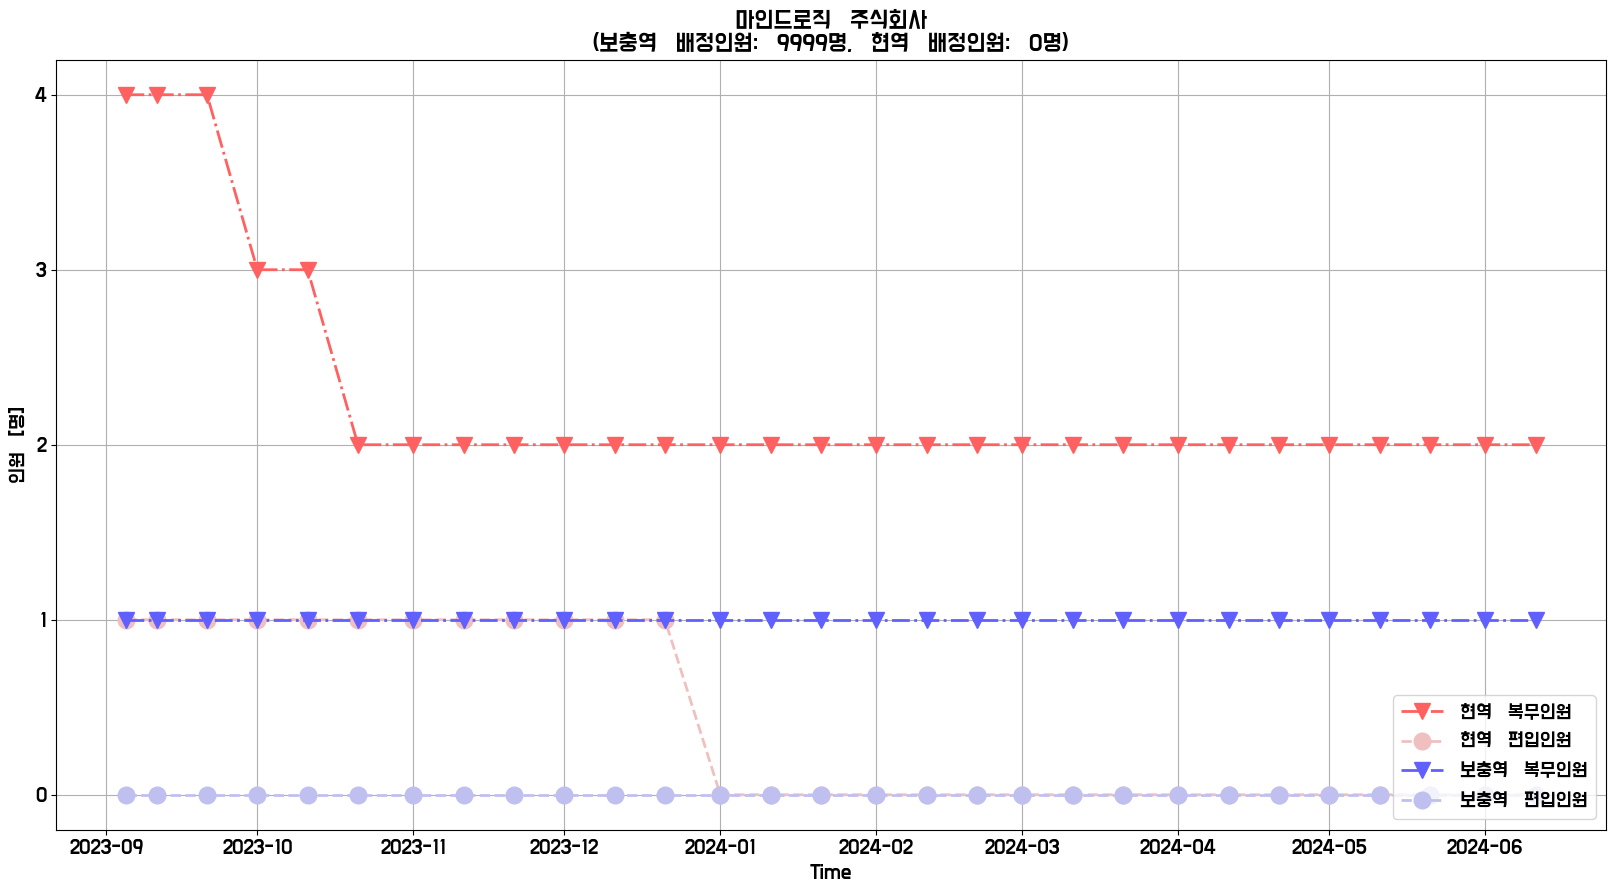 마인드로직 주식회사
(보충역 배정인원: 9999명, 현역 배정인원: 0명)
4
3
2
1
0
인원 [명]
2023-09 2023-10 2023-11 2023-12 2024-01 2024-02 2024-03 2024-04 2024-05 2024-06
Time
현역 복무인원
현역 편입인원
보충역 복무인원
보충역 편입인원